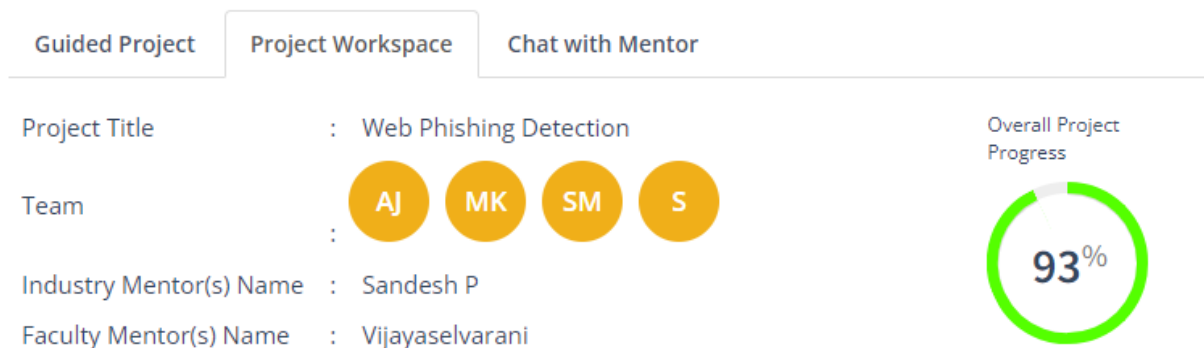 Guided Project Project Workspace Chat with Mentor
Project Title : Web Phishing Detection
Overall Project
Progress
Team : AJ MK SM S
93%
Industry Mentor(s) Name : Sandesh P
Faculty Mentor(s) Name : Vijayaselvarani